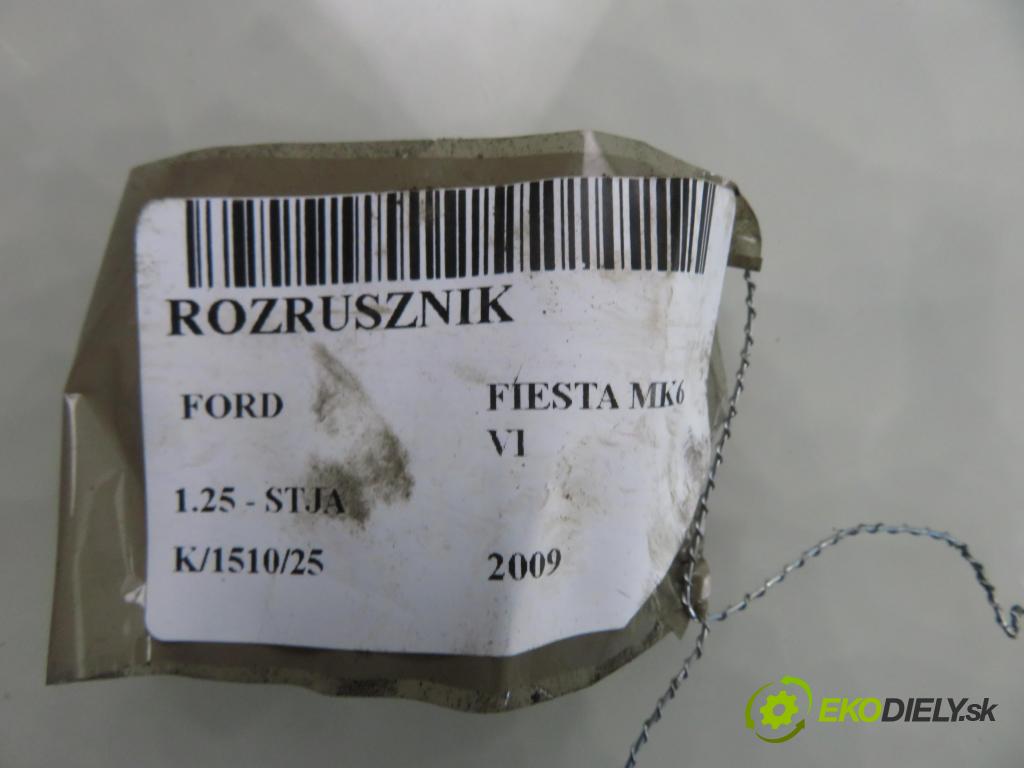 ROZRUSZNIK
FORD FIESTA MK6
VI
1.25 - STJA
K/1510/25 2009
EKODIELY.sk